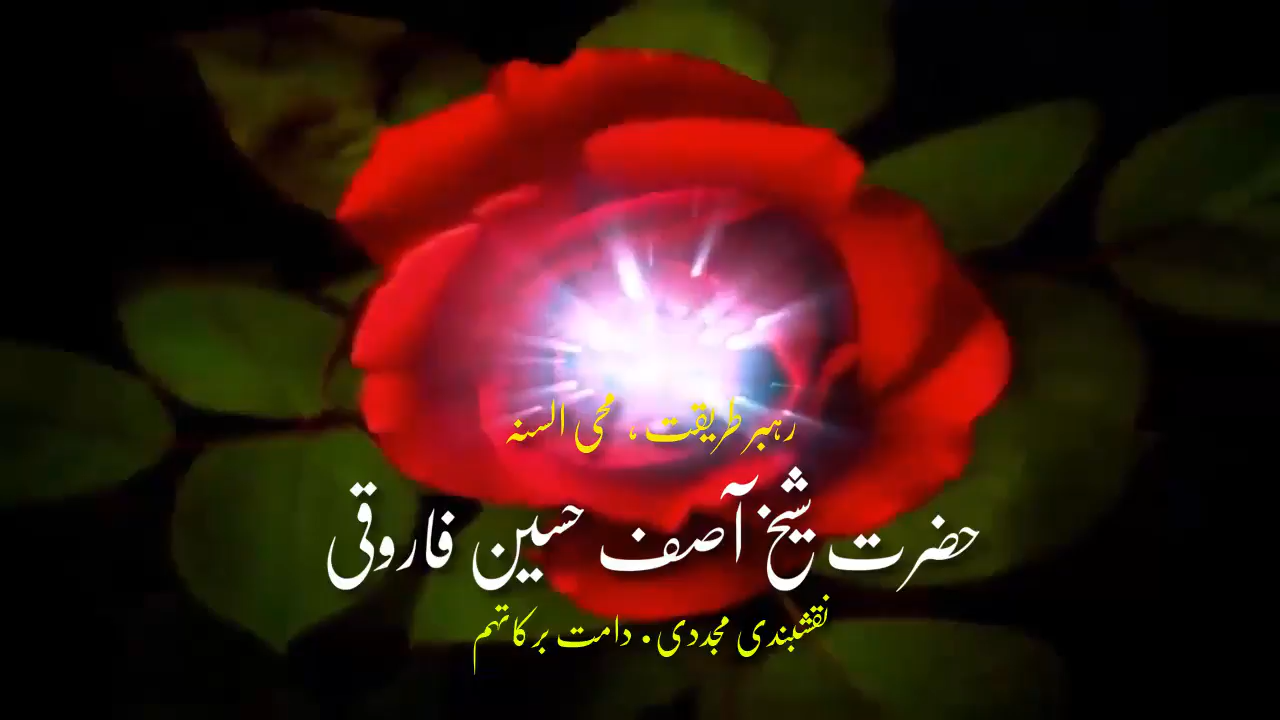 رہبر طریقت، محی السنہ
حضرت شیخ آصف حسین فاروقی
نقشبندی مجددی۔ دامت برکاتہم